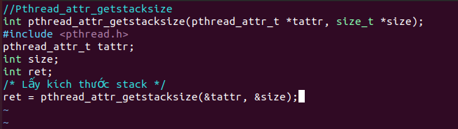 //Pthread_attr_getstacksize
int pthread_attr_getstacksize(pthread_attr_t *tattr, size_t *size);
#include <pthread.h>
pthread_attr_t tattr;
int size;
int ret;
/* Lấy kích thước stack */
ret = pthread_attr_getstacksize(&tattr, &size);
~
~